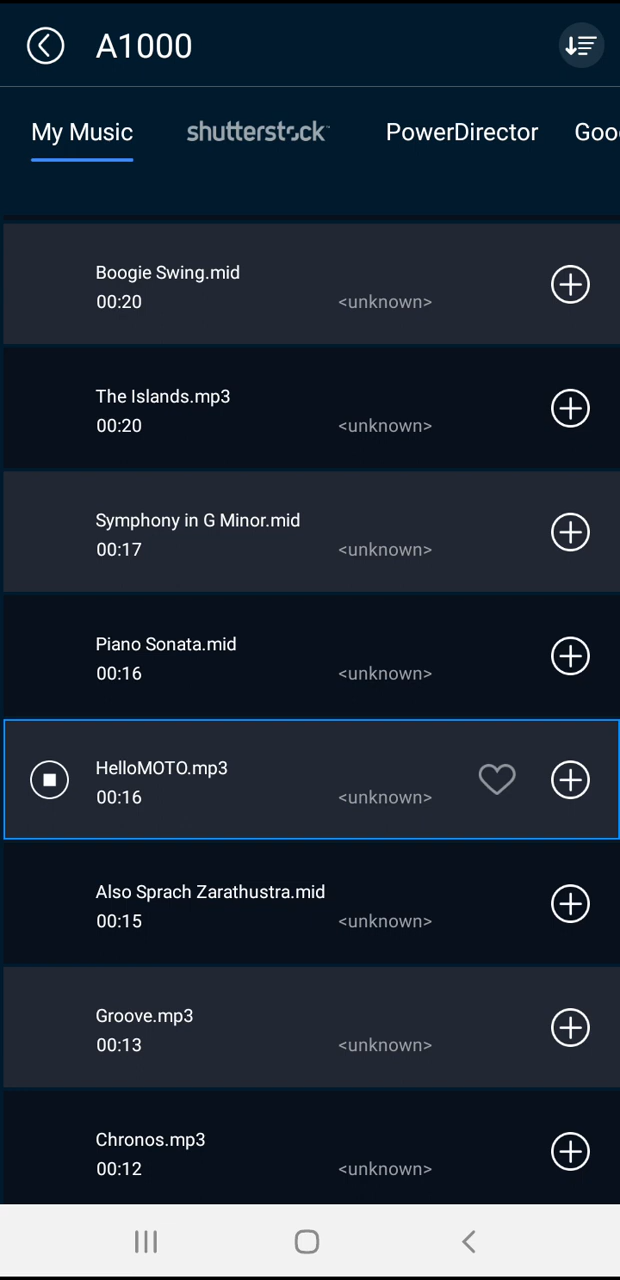 A1000
My Music shutterstock PowerDirector Goo
Boogie Swing.mid
00:20 <unknown>
The Islands.mp3
00:20 <unknown>
Symphony in G Minor.mid
00:17 <unknown>
Piano Sonata.mid
00:16 <unknown>
HelloMOTO.mp3
00:16 <unknown>
Also Sprach Zarathustra.mid
00:15 <unknown>
Groove.mp3
00:13 <unknown>
Chronos.mp3
00:12 <unknown>